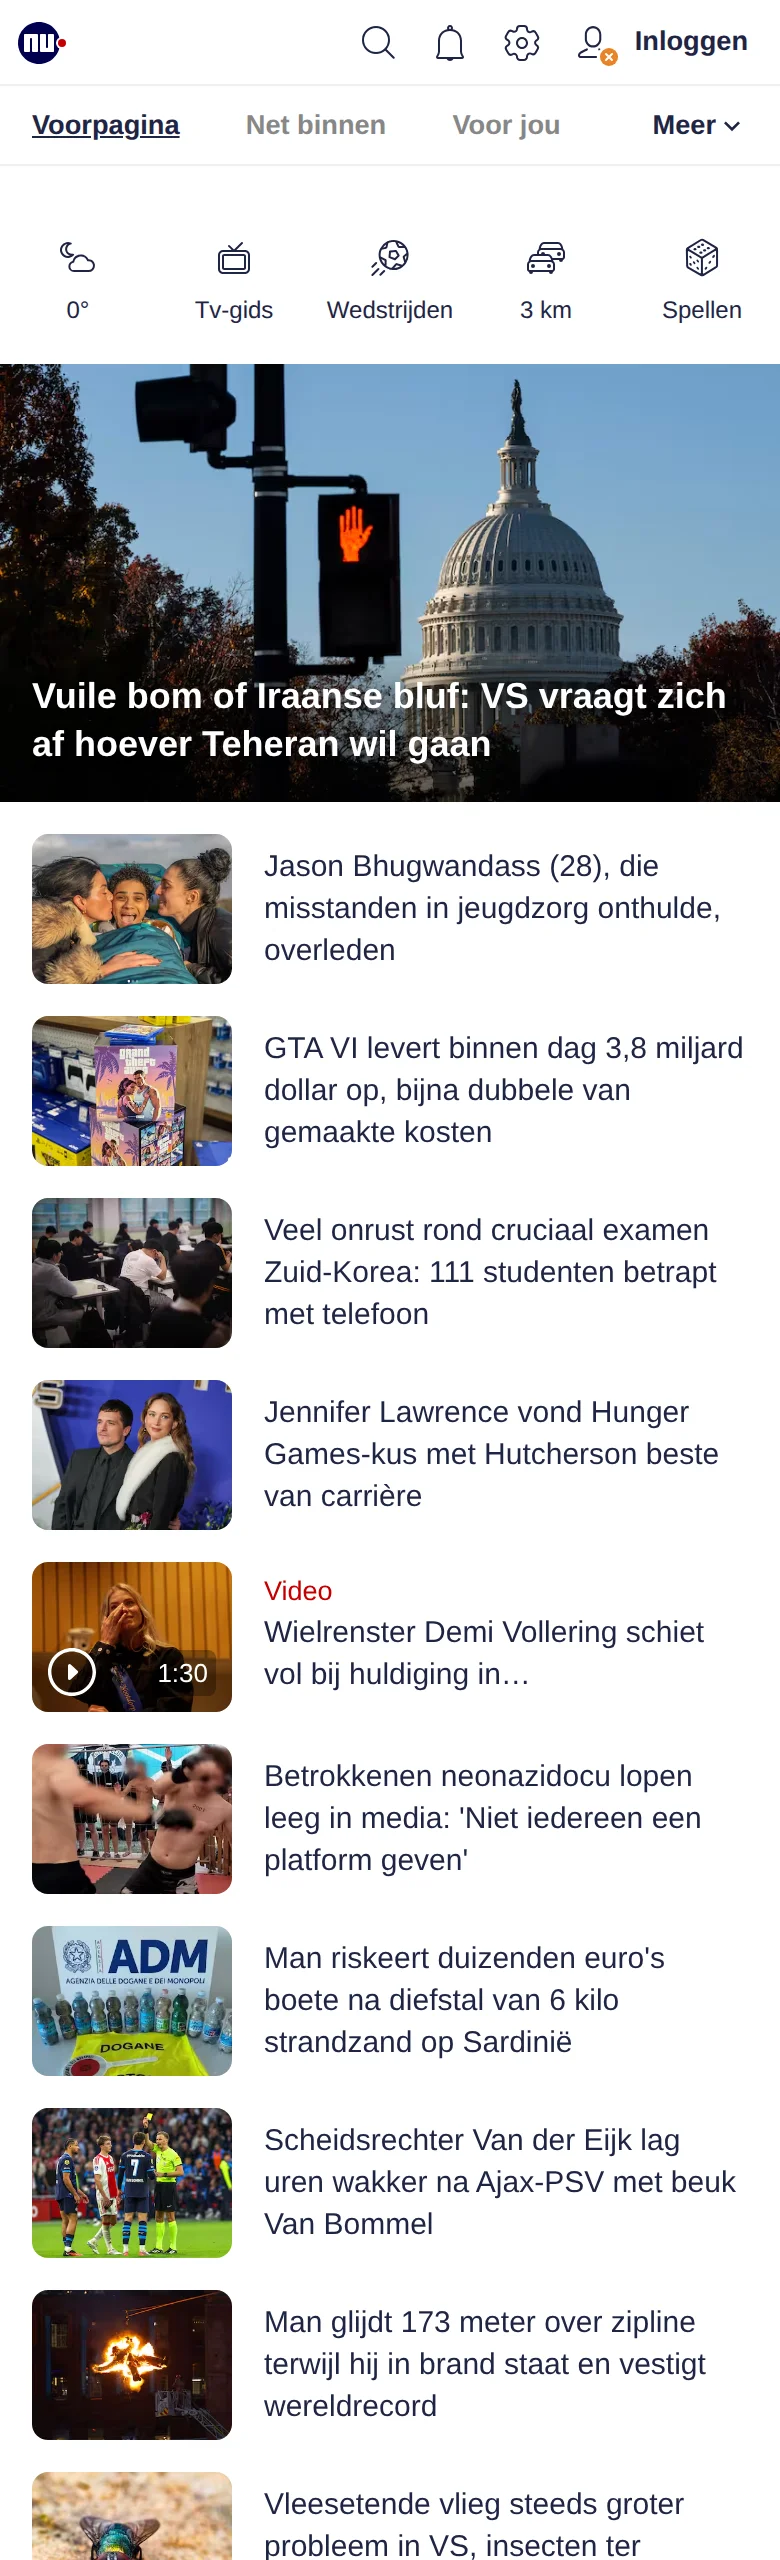 nu
Inloggen
Voorpagina
Net binnen
Voor jou
Meer
0°
Tv-gids
Wedstrijden
3 km
Spellen
Vuile bom of Iraanse bluf: VS vraagt zich
af hoever Teheran wil gaan
Jason Bhugwandass (28), die
misstanden in jeugdzorg onthulde,
overleden
grand
theft
GTA VI levert binnen dag 3,8 miljard
dollar op, bijna dubbele van
gemaakte kosten
Veel onrust rond cruciaal examen
Zuid-Korea: 111 studenten betrapt
met telefoon
Jennifer Lawrence vond Hunger
Games-kus met Hutcherson beste
van carrière
Video
Wielrenster Demi Vollering schiet
vol bij huldiging in…
1:30
Betrokkenen neonazidocu lopen
leeg in media: 'Niet iedereen een
platform geven'
ADM
AGENZIA DELLE DOGANE E DEI MONOPOLI
DOGANE
Man riskeert duizenden euro's
boete na diefstal van 6 kilo
strandzand op Sardinië
7
Scheidsrechter Van der Eijk lag
uren wakker na Ajax-PSV met beuk
Van Bommel
Man glijdt 173 meter over zipline
terwijl hij in brand staat en vestigt
wereldrecord
Vleesetende vlieg steeds groter
probleem in VS, insecten ter